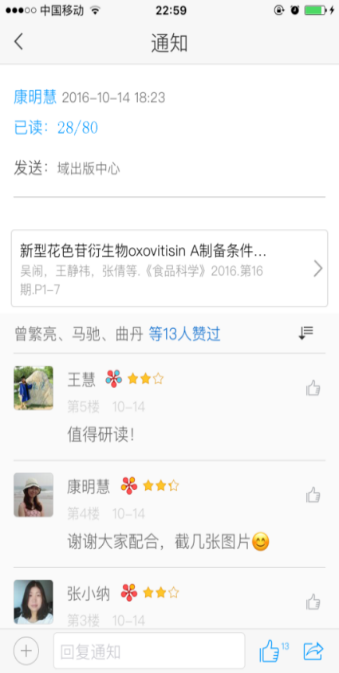 中国移动
22:59
通知
康明慧 2016-10-14 18:23
已读：28/80
发送：域出版中心
新型花色苷衍生物oxovitisin A制备条件...
吴闹，王静祎，张倩等.《食品科学》2016.第16
期.P1-7
曾繁亮、马驰、曲丹 等13人赞过
王慧
第5楼 10-14
值得研读！
康明慧
第4楼 10-14
谢谢大家配合，截几张图片😊
张小纳
第3楼 10-14
回复通知
13